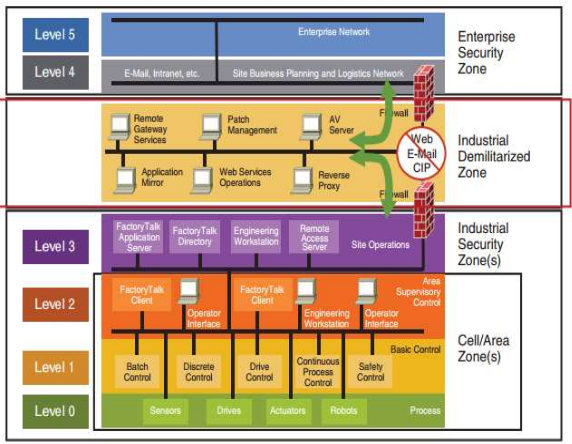 Level 5
Enterprise Network
Enterprise
Security
Zone
Level 4
E-Mail, Intranet, etc.
Site Business Planning and Logistics Network
Firewall
Remote
Gateway
Services
Patch
Management
AV
Server
Web
E-Mail
CIP
Industrial
Demilitarized
Zone
Application
Mirror
Web Services
Operations
Reverse
Proxy
Firewall
Level 3
FactoryTalk
Application
Server
FactoryTalk
Directory
Engineering
Workstation
Remote
Access
Server
Site Operations
Industrial
Security
Zone(s)
Level 2
FactoryTalk
Client
Operator
Interface
FactoryTalk
Client
Engineering
Workstation
Operator
Interface
Area
Supervisory
Control
Cell/Area
Zone(s)
Level 1
Basic Control
Batch
Control
Discrete
Control
Drive
Control
Continuous
Process
Control
Safety
Control
Level 0
Sensors
Drives
Actuators
Robots
Process